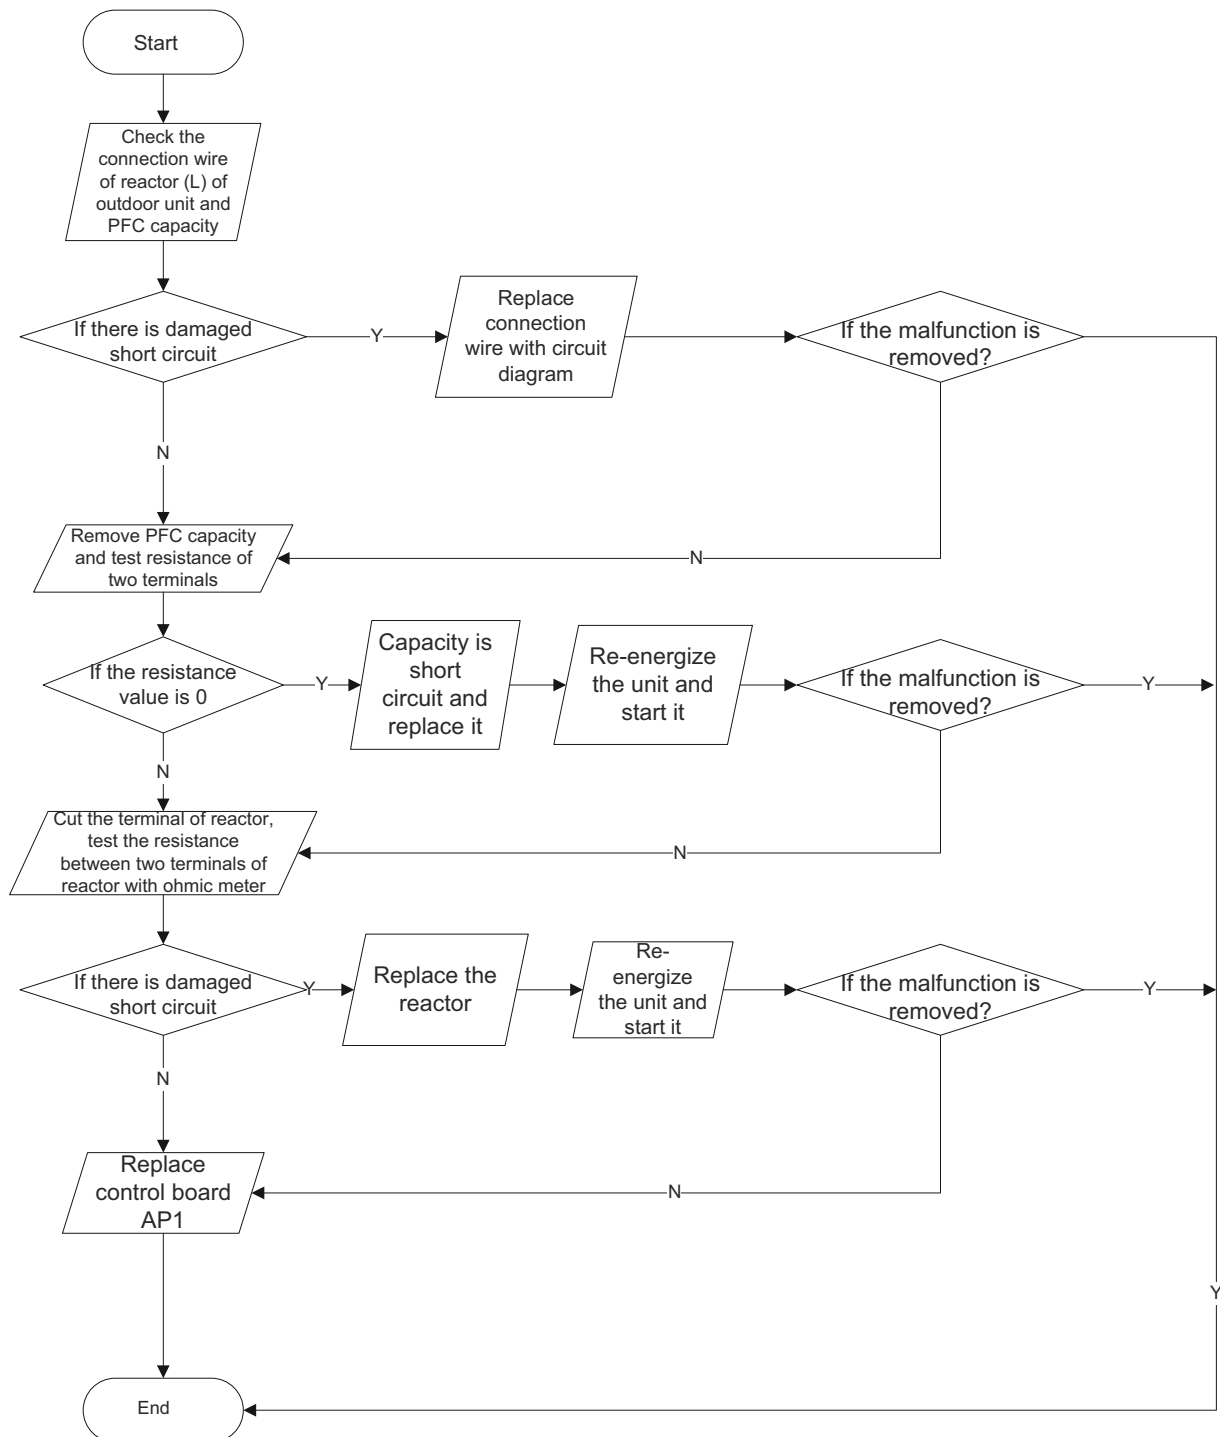 Start
Check the
connection wire
of reactor (L) of
outdoor unit and
PFC capacity
If there is damaged
short circuit
Y
Replace
connection
wire with circuit
diagram
If the malfunction is
removed?
N
Remove PFC capacity
and test resistance of
two terminals
N
If the resistance
value is 0
Y
Capacity is
short
circuit and
replace it
Re-energize
the unit and
start it
If the malfunction is
removed?
Y
N
Cut the terminal of reactor,
test the resistance
between two terminals of
reactor with ohmic meter
N
If there is damaged
short circuit
Y
Replace the
reactor
Re-
energize
the unit and
start it
If the malfunction is
removed?
Y
N
Replace
control board
AP1
N
Y
End